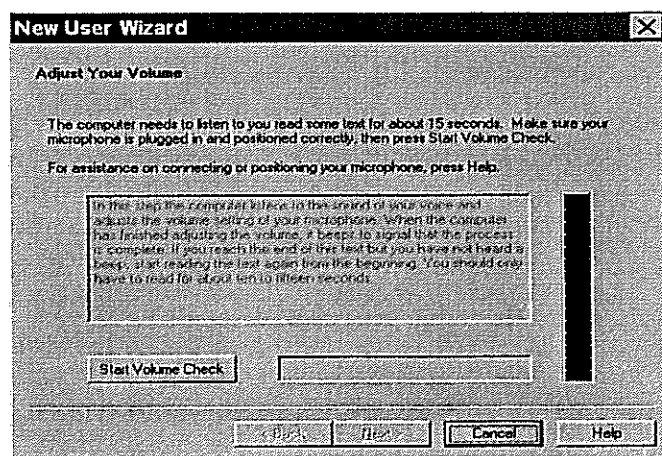 New User Wizard
Adjust Your Volume
The computer needs to listen to you read some text for about 15 seconds. Make sure your
microphone is plugged in and positioned correctly, then press Start Volume Check.
For assistance on connecting or positioning your microphone, press Help.
In this step the computer listens to the sound of your voice and
adjusts the volume setting of your microphone. When the computer
has finished adjusting the volume, it beeps to signal that the process
is complete. If you reach the end of this text but you have not heard a
beep, start reading the text again from the beginning. You should only
have to read for about ten to fifteen seconds.
Start Volume Check
< Back Next > Cancel Help